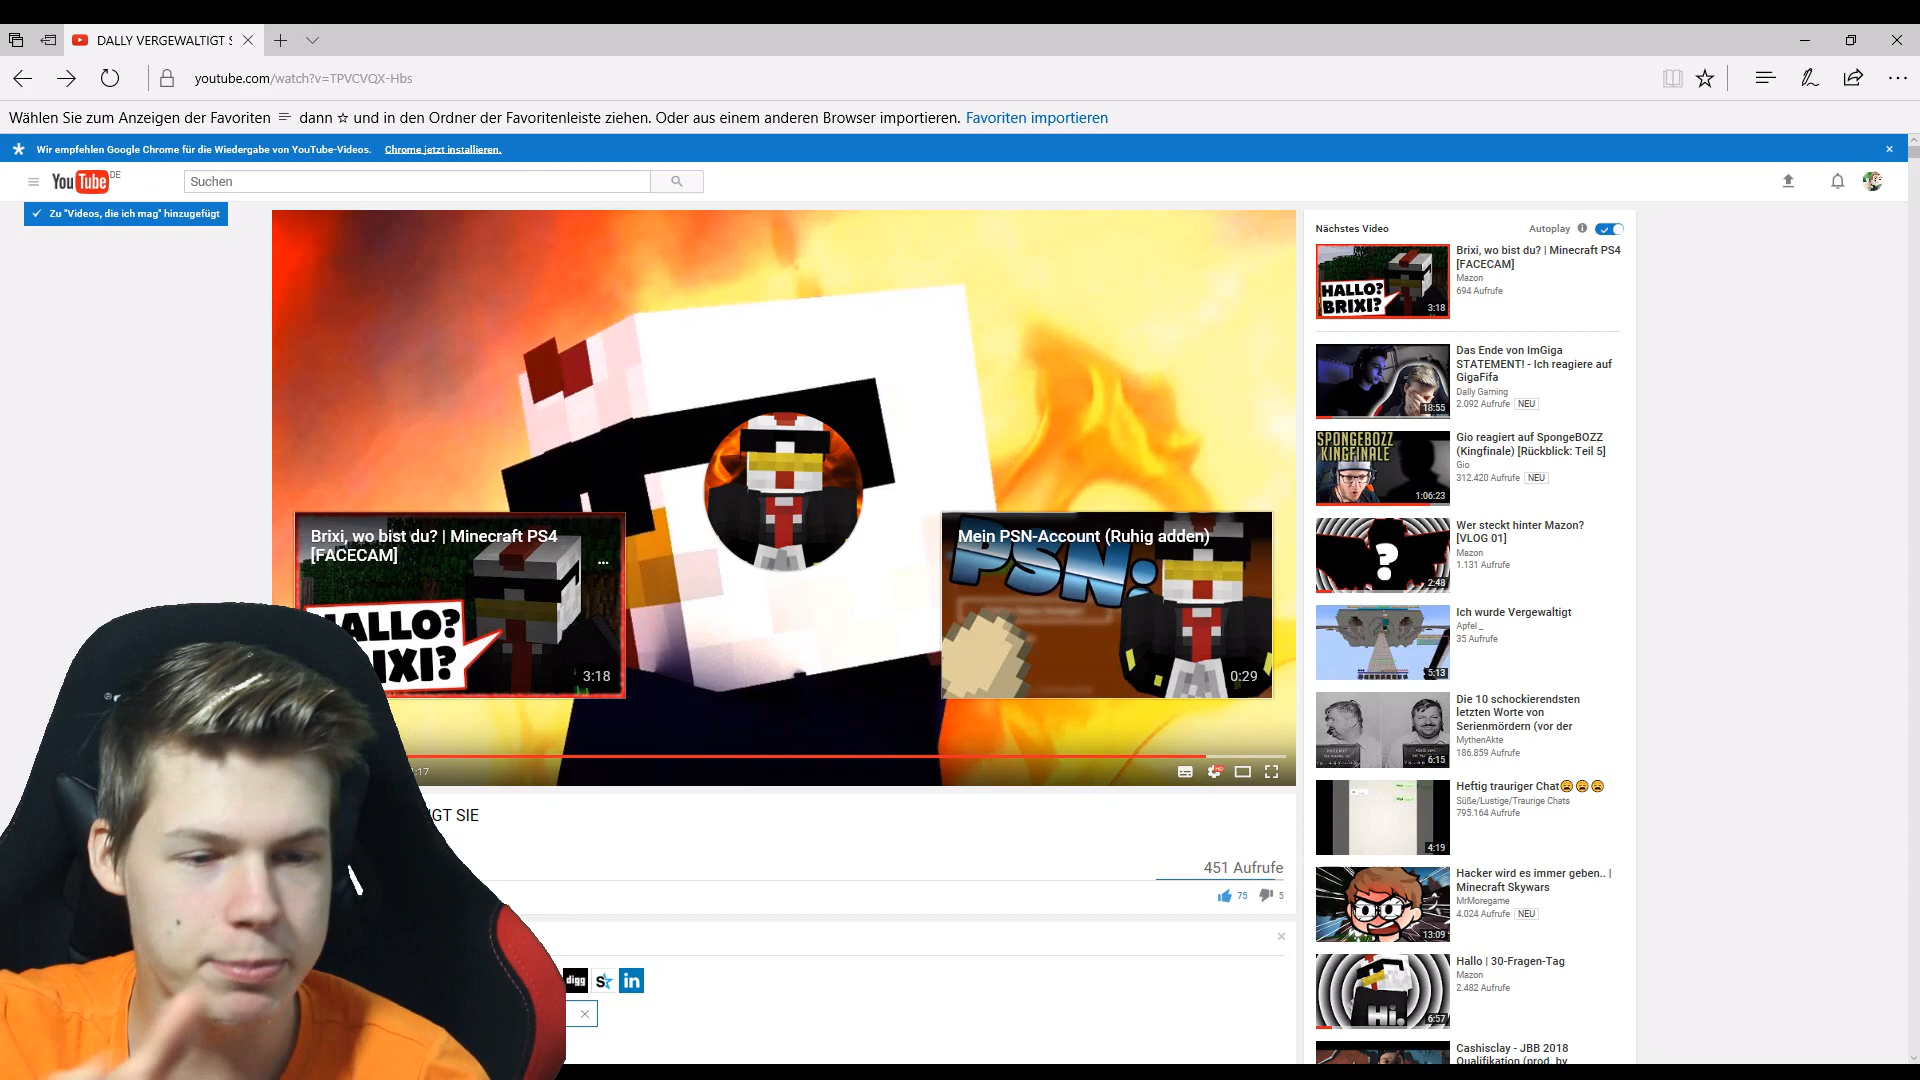 DALLY VERGEWALTIGT S
youtube.com/watch?v=TPVCVQX-Hbs
Wählen Sie zum Anzeigen der Favoriten dann und in den Ordner der Favoritenleiste ziehen. Oder aus einem anderen Browser importieren. Favoriten importieren
Wir empfehlen Google Chrome für die Wiedergabe von YouTube-Videos. Chrome jetzt installieren.
YouTube DE
Suchen
Zu "Videos, die ich mag" hinzugefügt
Brixi, wo bist du? | Minecraft PS4
[FACECAM]
HALLO?
IXI?
3:18
Mein PSN-Account (Ruhig adden)
PSN:
0:29
:17
GT SIE
451 Aufrufe
75 5
digg
in
Nächstes Video
Autoplay
Brixi, wo bist du? | Minecraft PS4
[FACECAM]
Mazon
694 Aufrufe
HALLO?
BRIXI?
3:18
Das Ende von ImGiga
STATEMENT! - Ich reagiere auf
GigaFifa
Dally Gaming
2.092 Aufrufe NEU
18:55
Gio reagiert auf SpongeBOZZ
(Kingfinale) [Rückblick: Teil 5]
Gio
312.420 Aufrufe NEU
SPONGEBOZZ
KINGFINALE
1:06:23
Wer steckt hinter Mazon?
[VLOG 01]
Mazon
1.131 Aufrufe
?
2:48
Ich wurde Vergewaltigt
Apfel _
35 Aufrufe
5:13
Die 10 schockierendsten
letzten Worte von
Serienmördern (vor der
MythenAkte
186.859 Aufrufe
6:15
Heftig trauriger Chat😩😩😩
Süße/Lustige/Traurige Chats
795.164 Aufrufe
4:19
Hacker wird es immer geben.. |
Minecraft Skywars
MrMoregame
4.024 Aufrufe NEU
13:09
Hallo | 30-Fragen-Tag
Mazon
2.482 Aufrufe
Hi.
6:57
Cashisclay - JBB 2018
Qualifikation (prod. by